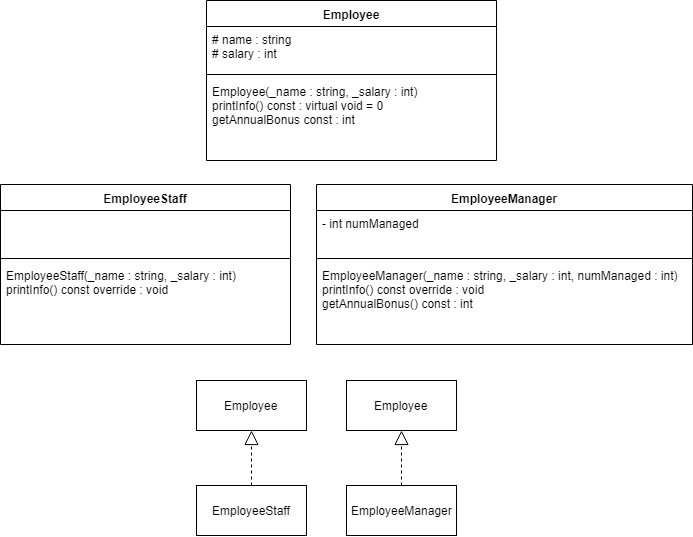 Employee
# name : string
# salary : int
Employee(_name : string, _salary : int)
printInfo() const : virtual void = 0
getAnnualBonus const : int
EmployeeStaff
EmployeeStaff(_name : string, _salary : int)
printInfo() const override : void
EmployeeManager
- int numManaged
EmployeeManager(_name : string, _salary : int, numManaged : int)
printInfo() const override : void
getAnnualBonus() const : int
Employee
Employee
EmployeeStaff
EmployeeManager